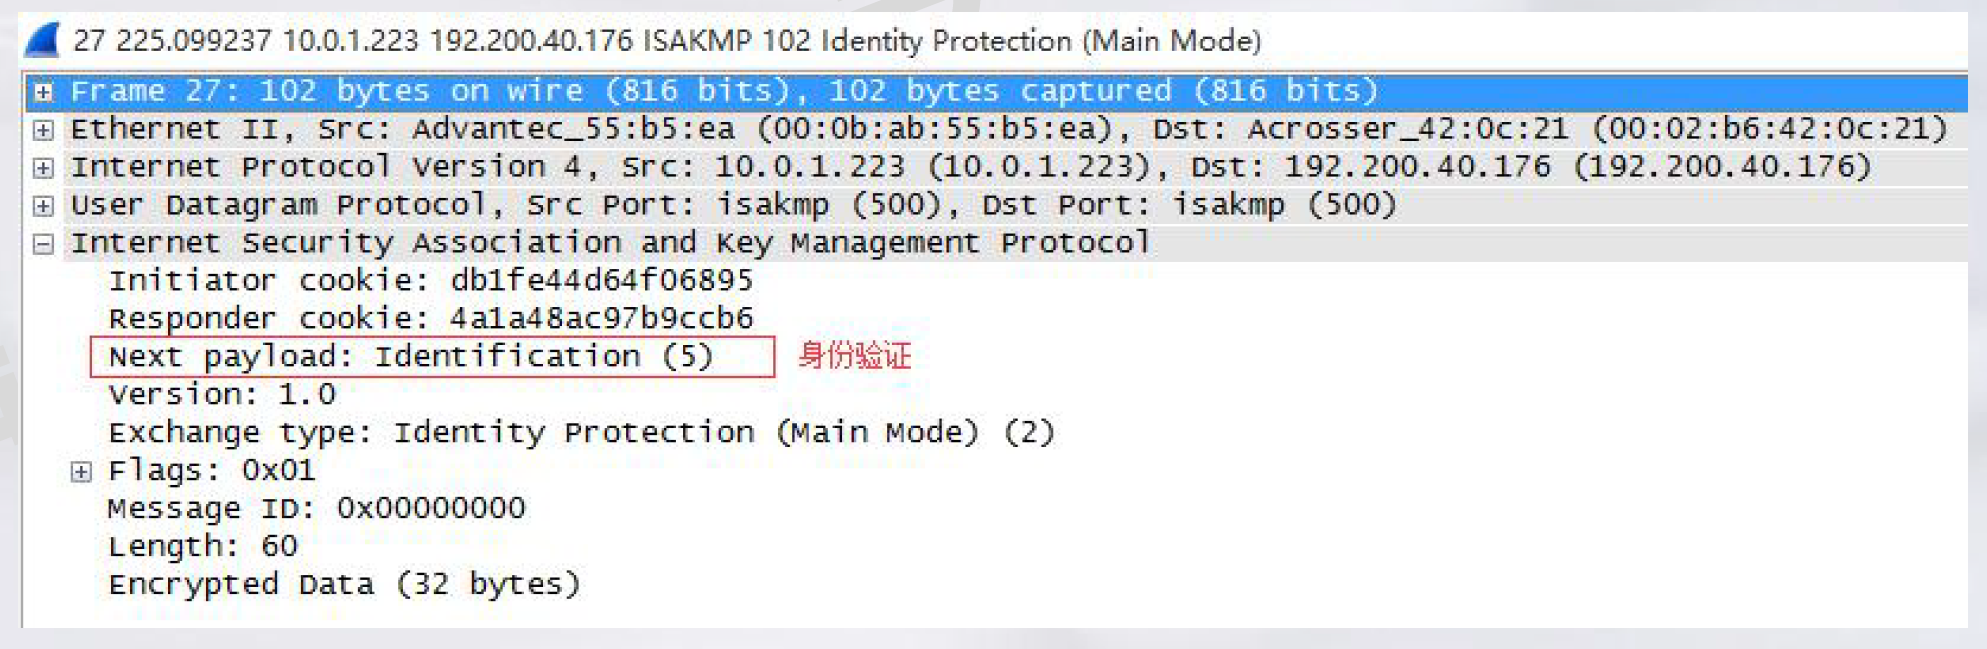 27 225.099237 10.0.1.223 192.200.40.176 ISAKMP 102 Identity Protection (Main Mode)
Frame 27: 102 bytes on wire (816 bits), 102 bytes captured (816 bits)
Ethernet II, Src: Advantec_55:b5:ea (00:0b:ab:55:b5:ea), Dst: Acrosser_42:0c:21 (00:02:b6:42:0c:21)
Internet Protocol Version 4, Src: 10.0.1.223 (10.0.1.223), Dst: 192.200.40.176 (192.200.40.176)
User Datagram Protocol, Src Port: isakmp (500), Dst Port: isakmp (500)
Internet Security Association and Key Management Protocol
Initiator cookie: db1fe44d64f06895
Responder cookie: 4a1a48ac97b9ccb6
Next payload: Identification (5) 身份验证
Version: 1.0
Exchange type: Identity Protection (Main Mode) (2)
Flags: 0x01
Message ID: 0x00000000
Length: 60
Encrypted Data (32 bytes)